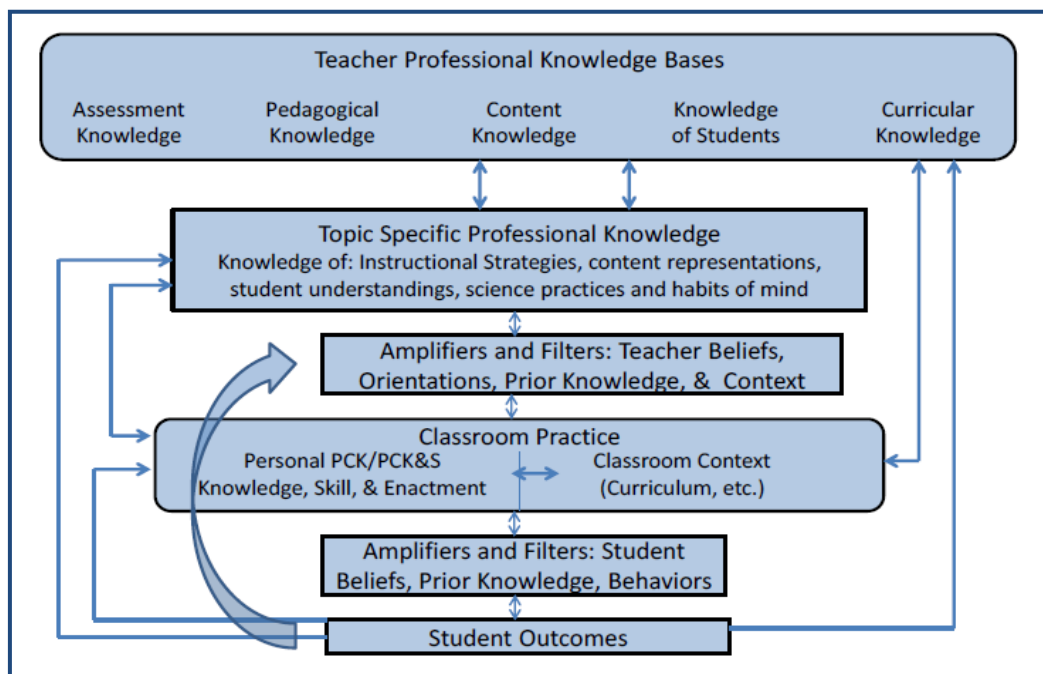 Teacher Professional Knowledge Bases
Assessment Knowledge
Pedagogical Knowledge
Content Knowledge
Knowledge of Students
Curricular Knowledge
Topic Specific Professional Knowledge
Knowledge of: Instructional Strategies, content representations,
student understandings, science practices and habits of mind
Amplifiers and Filters: Teacher Beliefs,
Orientations, Prior Knowledge, & Context
Classroom Practice
Personal PCK/PCK&S
Knowledge, Skill, & Enactment
Classroom Context
(Curriculum, etc.)
Amplifiers and Filters: Student
Beliefs, Prior Knowledge, Behaviors
Student Outcomes